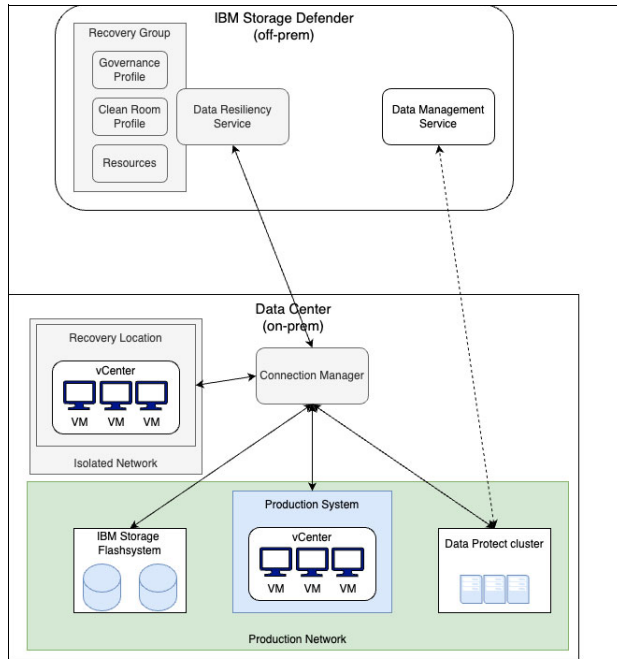 IBM Storage Defender
(off-prem)
Recovery Group
Governance
Profile
Clean Room
Profile
Resources
Data Resiliency
Service
Data Management
Service
Data Center
(on-prem)
Recovery Location
vCenter
VM VM VM
Isolated Network
Connection Manager
IBM Storage
Flashsystem
Production System
vCenter
VM VM VM
Data Protect cluster
Production Network